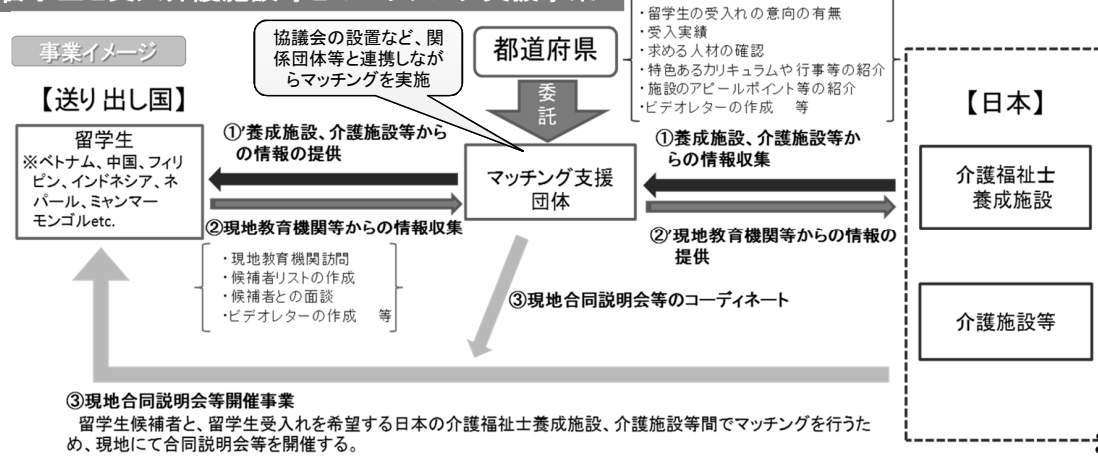 事業イメージ
協議会の設置など、関
係団体等と連携しなが
らマッチングを実施
都道府県
委
託
・留学生の受入れの意向の有無
・受入実績
・求める人材の確認
・特色あるカリキュラムや行事等の紹介
・施設のアピールポイント等の紹介
・ビデオレターの作成 等
【送り出し国】
留学生
※ベトナム、中国、フィリ
ピン、インドネシア、ネ
パール、ミャンマー
モンゴルetc.
①’養成施設、介護施設等から
の情報の提供
②現地教育機関等からの情報収集
・現地教育機関訪問
・候補者リストの作成
・候補者との面談
・ビデオレターの作成 等
マッチング支援
団体
①養成施設、介護施設等か
らの情報収集
②’現地教育機関等からの情報の
提供
③現地合同説明会等のコーディネート
【日本】
介護福祉士
養成施設
介護施設等
③現地合同説明会等開催事業
留学生候補者と、留学生受入れを希望する日本の介護福祉士養成施設、介護施設等間でマッチングを行うた
め、現地にて合同説明会等を開催する。